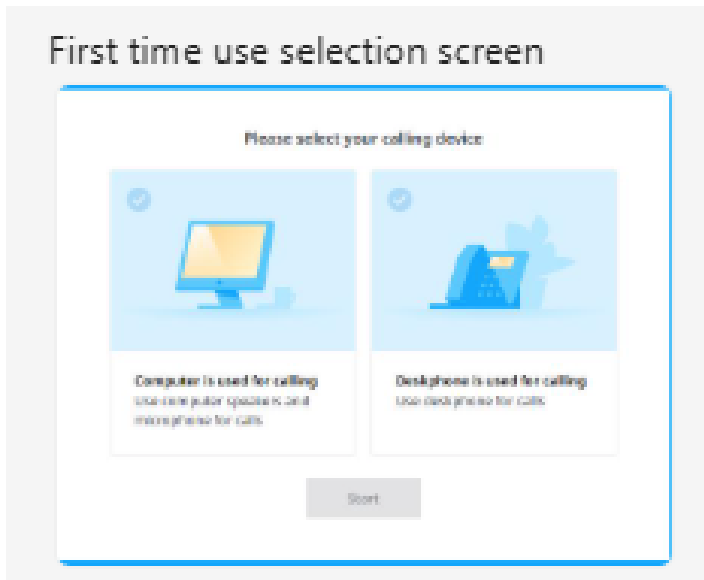 First time use selection screen
Please select your calling device
Computer is used for calling
Use computer speakers and
microphone for calls
Deskphone is used for calling
Use deskphone for calls
Start